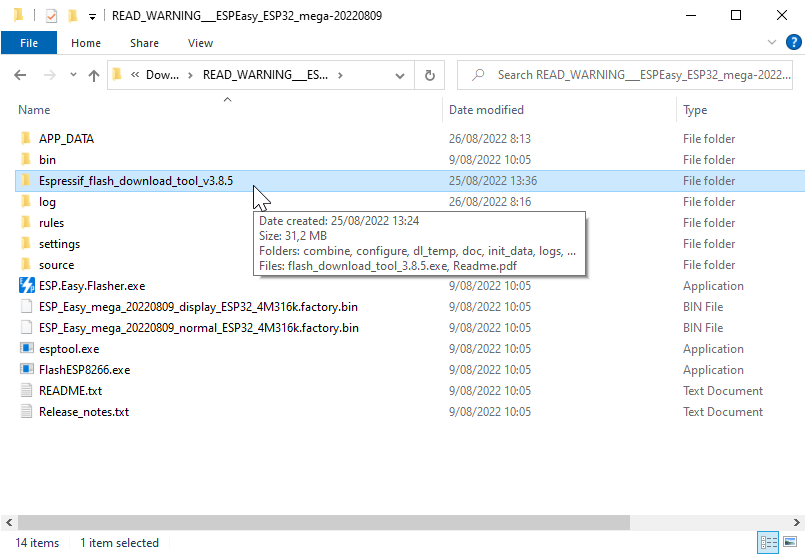 READ_WARNING___ESPEasy_ESP32_mega-20220809
File Home Share View
Dow... READ_WARNING___ES... Search READ_WARNING___ESPEasy_ESP32_mega-2022...
Name Date modified Type
APP_DATA 26/08/2022 8:13 File folder
bin 9/08/2022 10:05 File folder
Espressif_flash_download_tool_v3.8.5 25/08/2022 13:36 File folder
log 26/08/2022 8:16 File folder
rules File folder
settings File folder
source File folder
Date created: 25/08/2022 13:24
Size: 31,2 MB
Folders: combine, configure, dl_temp, doc, init_data, logs, ...
Files: flash_download_tool_3.8.5.exe, Readme.pdf
ESP.Easy.Flasher.exe 9/08/2022 10:05 Application
ESP_Easy_mega_20220809_display_ESP32_4M316k.factory.bin 9/08/2022 10:05 BIN File
ESP_Easy_mega_20220809_normal_ESP32_4M316k.factory.bin 9/08/2022 10:05 BIN File
esptool.exe 9/08/2022 10:05 Application
FlashESP8266.exe 9/08/2022 10:05 Application
README.txt 9/08/2022 10:05 Text Document
Release_notes.txt 9/08/2022 10:05 Text Document
14 items 1 item selected